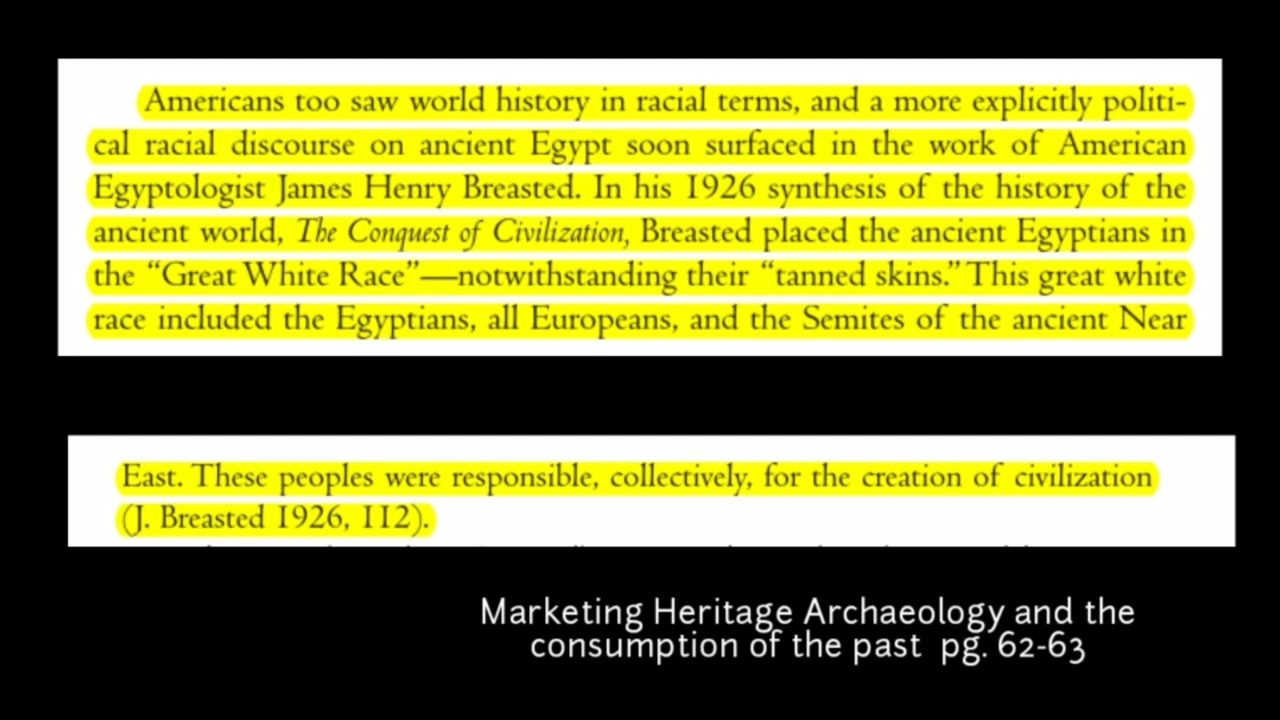 Americans too saw world history in racial terms, and a more explicitly politi-
cal racial discourse on ancient Egypt soon surfaced in the work of American
Egyptologist James Henry Breasted. In his 1926 synthesis of the history of the
ancient world, The Conquest of Civilization, Breasted placed the ancient Egyptians in
the “Great White Race”—notwithstanding their “tanned skins.” This great white
race included the Egyptians, all Europeans, and the Semites of the ancient Near
East. These peoples were responsible, collectively, for the creation of civilization
(J. Breasted 1926, 112).
Marketing Heritage Archaeology and the
consumption of the past pg. 62-63